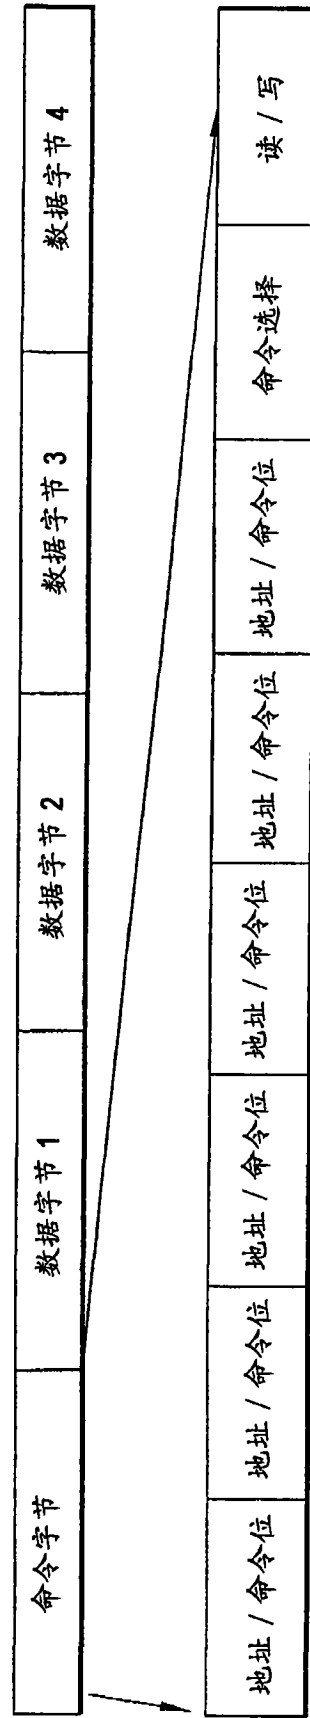 命令字节
数据字节 1
数据字节 2
数据字节 3
数据字节 4
地址 / 命令位
地址 / 命令位
地址 / 命令位
地址 / 命令位
地址 / 命令位
地址 / 命令位
命令选择
读 / 写